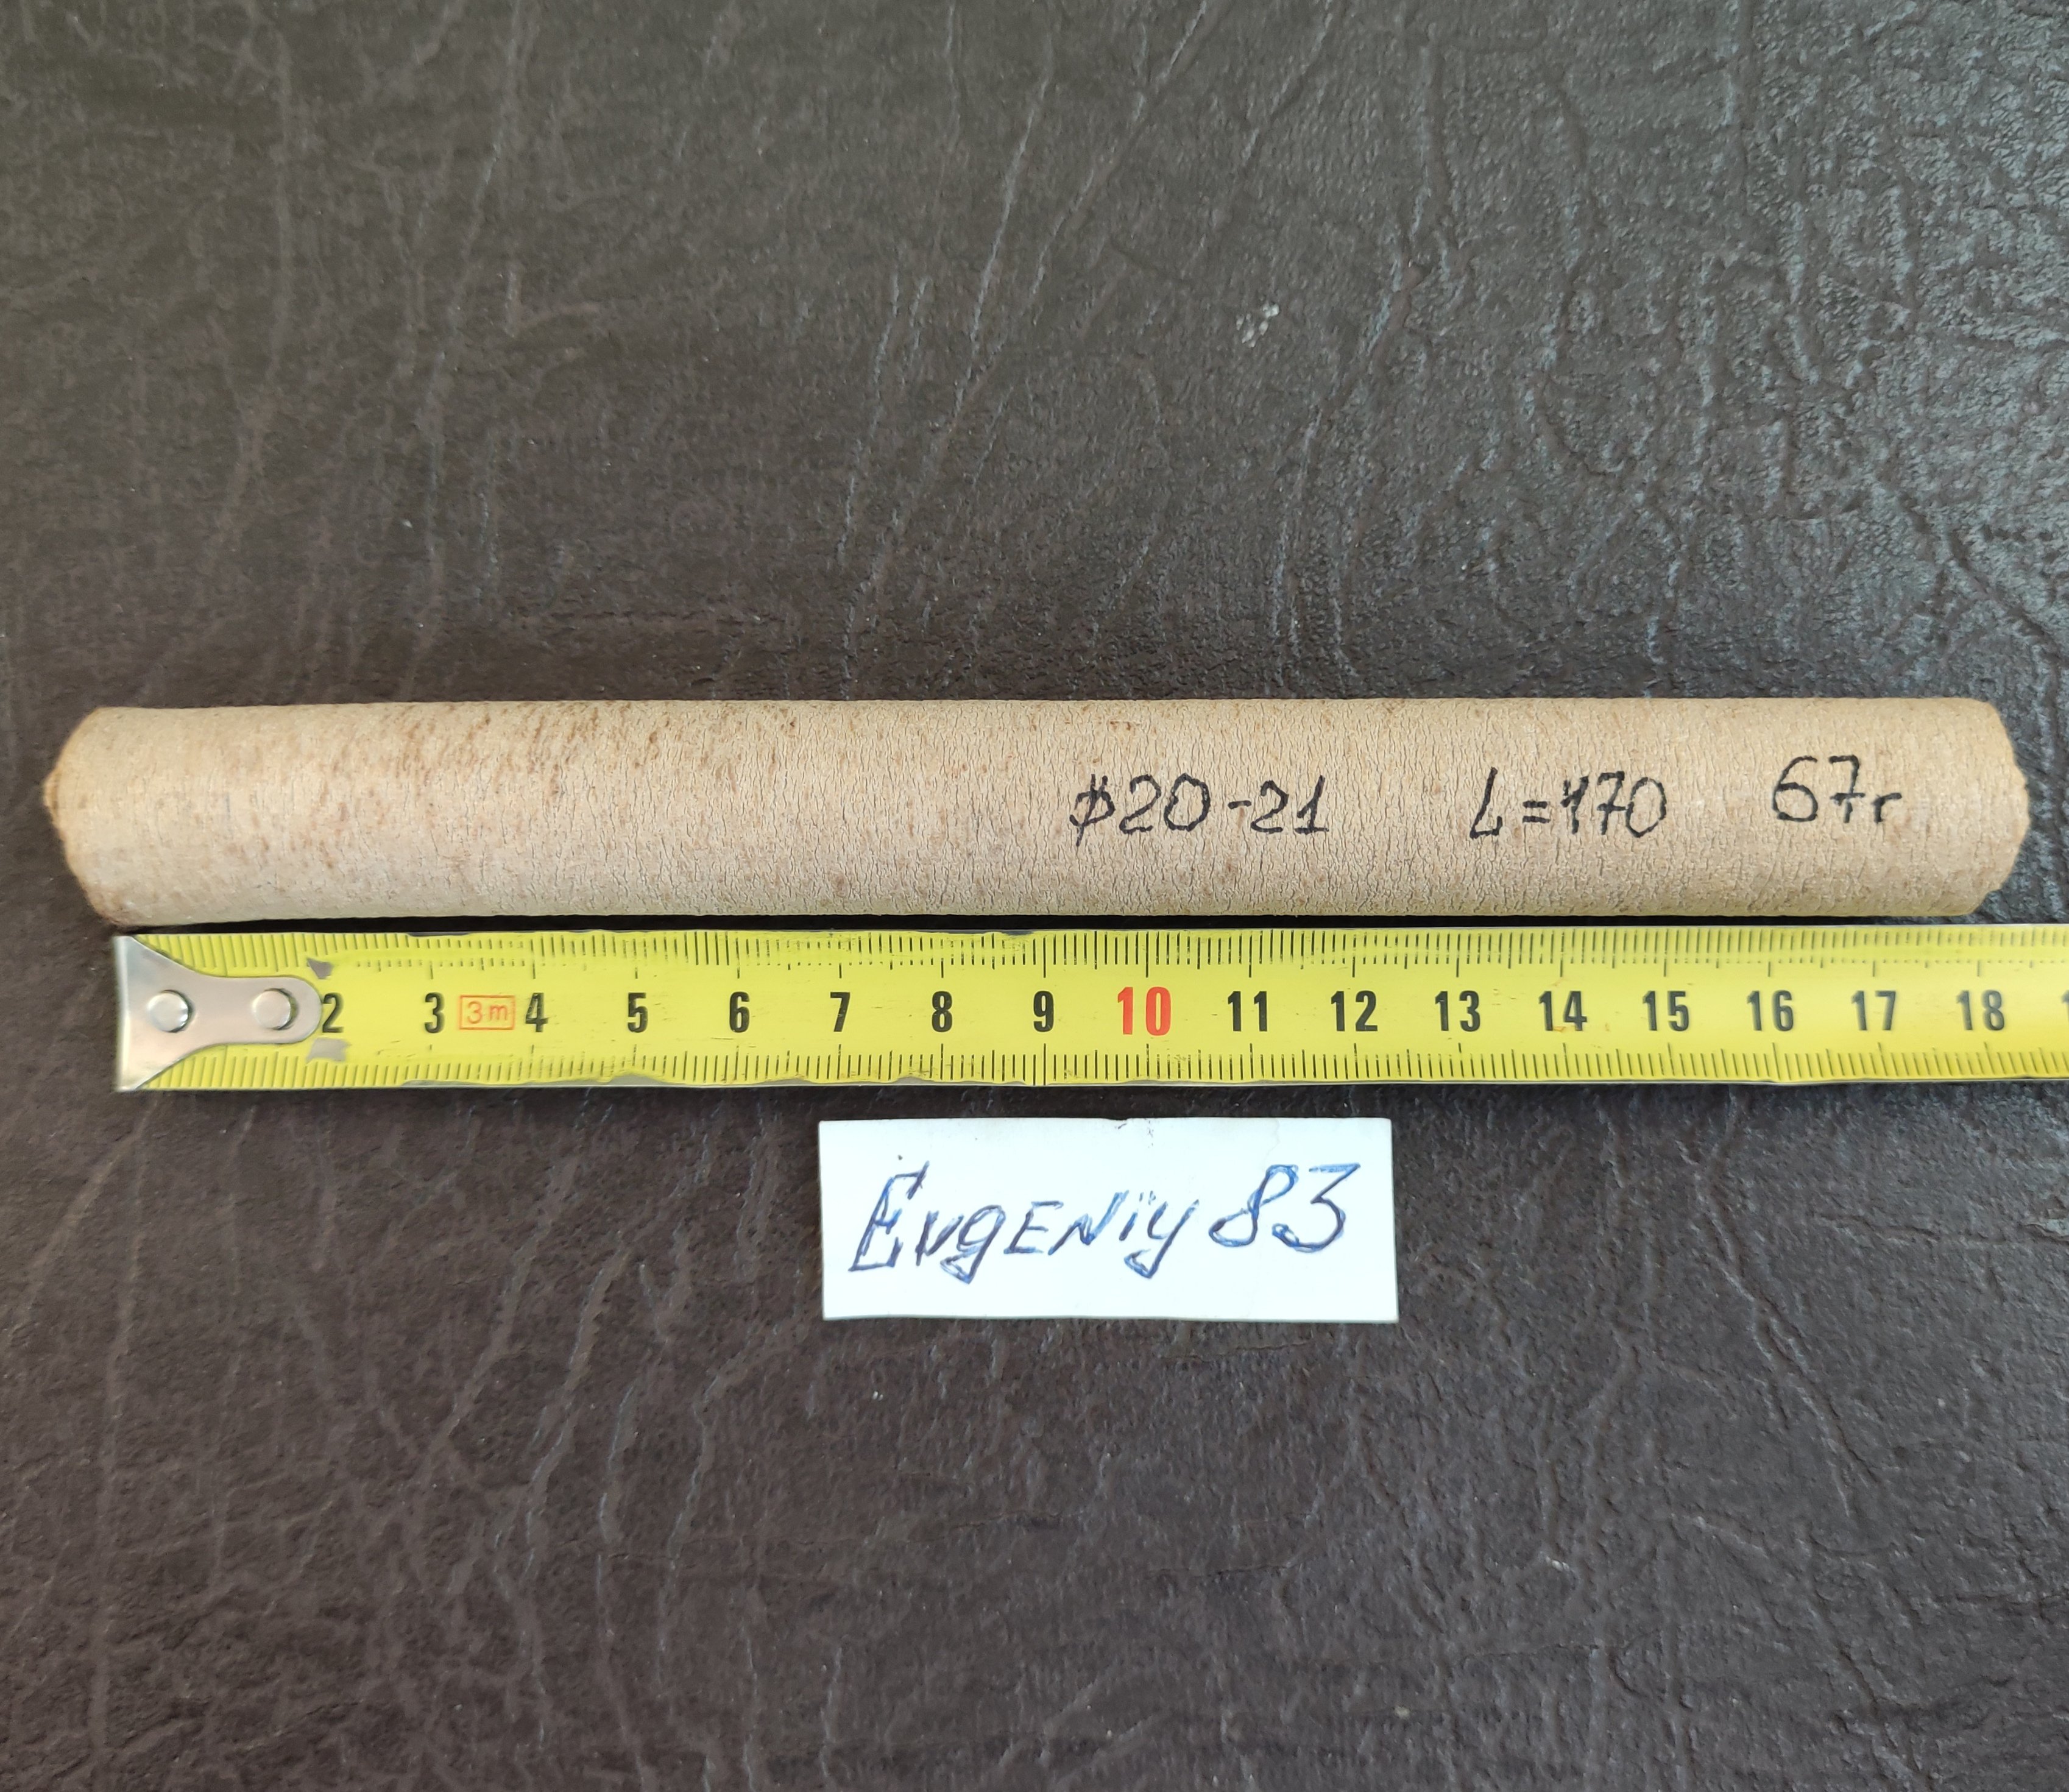 ⌀20-21 L=170 67г
2 3 3m 4 5 6 7 8 9 10 11 12 13 14 15 16 17 18
Evgeniy 83